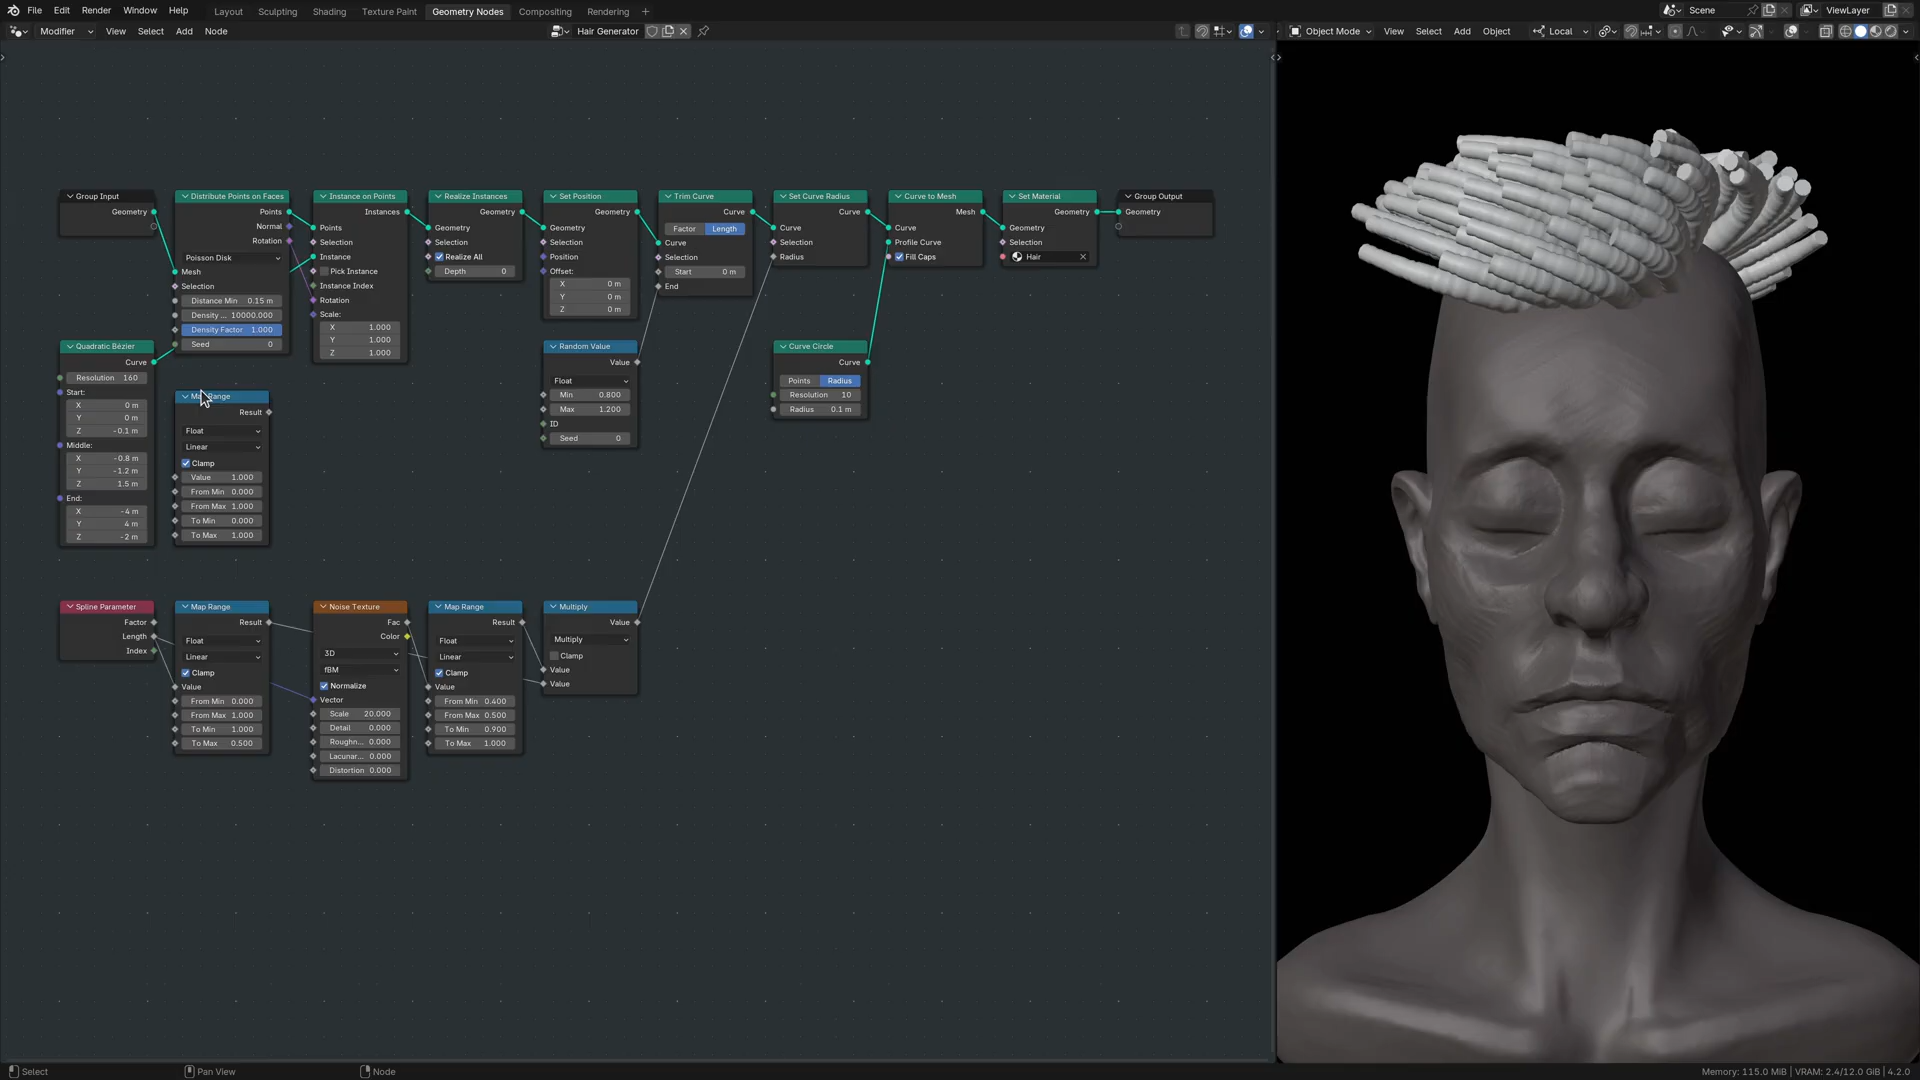 File Edit Render Window Help Layout Sculpting Shading Texture Paint Geometry Nodes Compositing Rendering + Scene ViewLayer
Modifier View Select Add Node Hair Generator Object Mode View Select Add Object Local
Group Input
Geometry
Distribute Points on Faces
Points
Normal
Rotation
Poisson Disk
Mesh
Selection
Distance Min 0.15 m
Density ... 10000.000
Density Factor 1.000
Seed 0
Instance on Points
Instances
Points
Selection
Instance
Pick Instance
Instance Index
Rotation
Scale:
X 1.000
Y 1.000
Z 1.000
Realize Instances
Geometry
Geometry
Selection
Realize All
Depth 0
Set Position
Geometry
Geometry
Selection
Position
Offset:
X 0 m
Y 0 m
Z 0 m
Trim Curve
Curve
Factor Length
Curve
Selection
Start 0 m
End
Set Curve Radius
Curve
Curve
Selection
Radius
Curve to Mesh
Mesh
Curve
Profile Curve
Fill Caps
Set Material
Geometry
Geometry
Selection
Hair
Group Output
Geometry
Quadratic Bézier
Curve
Resolution 160
Start:
X 0 m
Y 0 m
Z -0.1 m
Middle:
X -0.8 m
Y -1.2 m
Z 1.5 m
End:
X -4 m
Y 4 m
Z -2 m
Result
Float
Linear
Clamp
Value 1.000
From Min 0.000
From Max 1.000
To Min 0.000
To Max 1.000
Random Value
Value
Float
Min 0.800
Max 1.200
ID
Seed 0
Curve Circle
Curve
Points Radius
Resolution 10
Radius 0.1 m
Spline Parameter
Factor
Length
Index
Map Range
Result
Float
Linear
Clamp
Value
From Min 0.000
From Max 1.000
To Min 1.000
To Max 0.500
Noise Texture
Fac
Color
3D
fBM
Normalize
Vector
Scale 20.000
Detail 0.000
Roughn... 0.000
Lacunar... 0.000
Distortion 0.000
Map Range
Result
Float
Linear
Clamp
Value
From Min 0.400
From Max 0.500
To Min 0.900
To Max 1.000
Multiply
Value
Multiply
Clamp
Value
Value
Select Pan View Node Memory: 115.0 MiB | VRAM: 2.4/12.0 GiB | 4.2.0